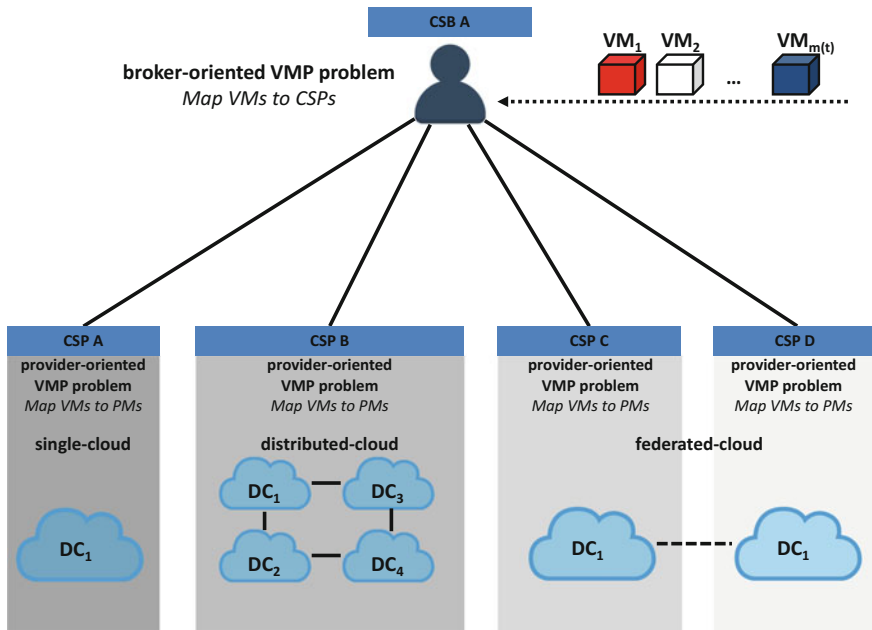 CSB A
broker-oriented VMP problem
Map VMs to CSPs
VM1 VM2 ... VMm(t)
CSP A
provider-oriented
VMP problem
Map VMs to PMs
single-cloud
DC1
CSP B
provider-oriented
VMP problem
Map VMs to PMs
distributed-cloud
DC1 DC3
DC2 DC4
CSP C
provider-oriented
VMP problem
Map VMs to PMs
CSP D
provider-oriented
VMP problem
Map VMs to PMs
federated-cloud
DC1 DC1